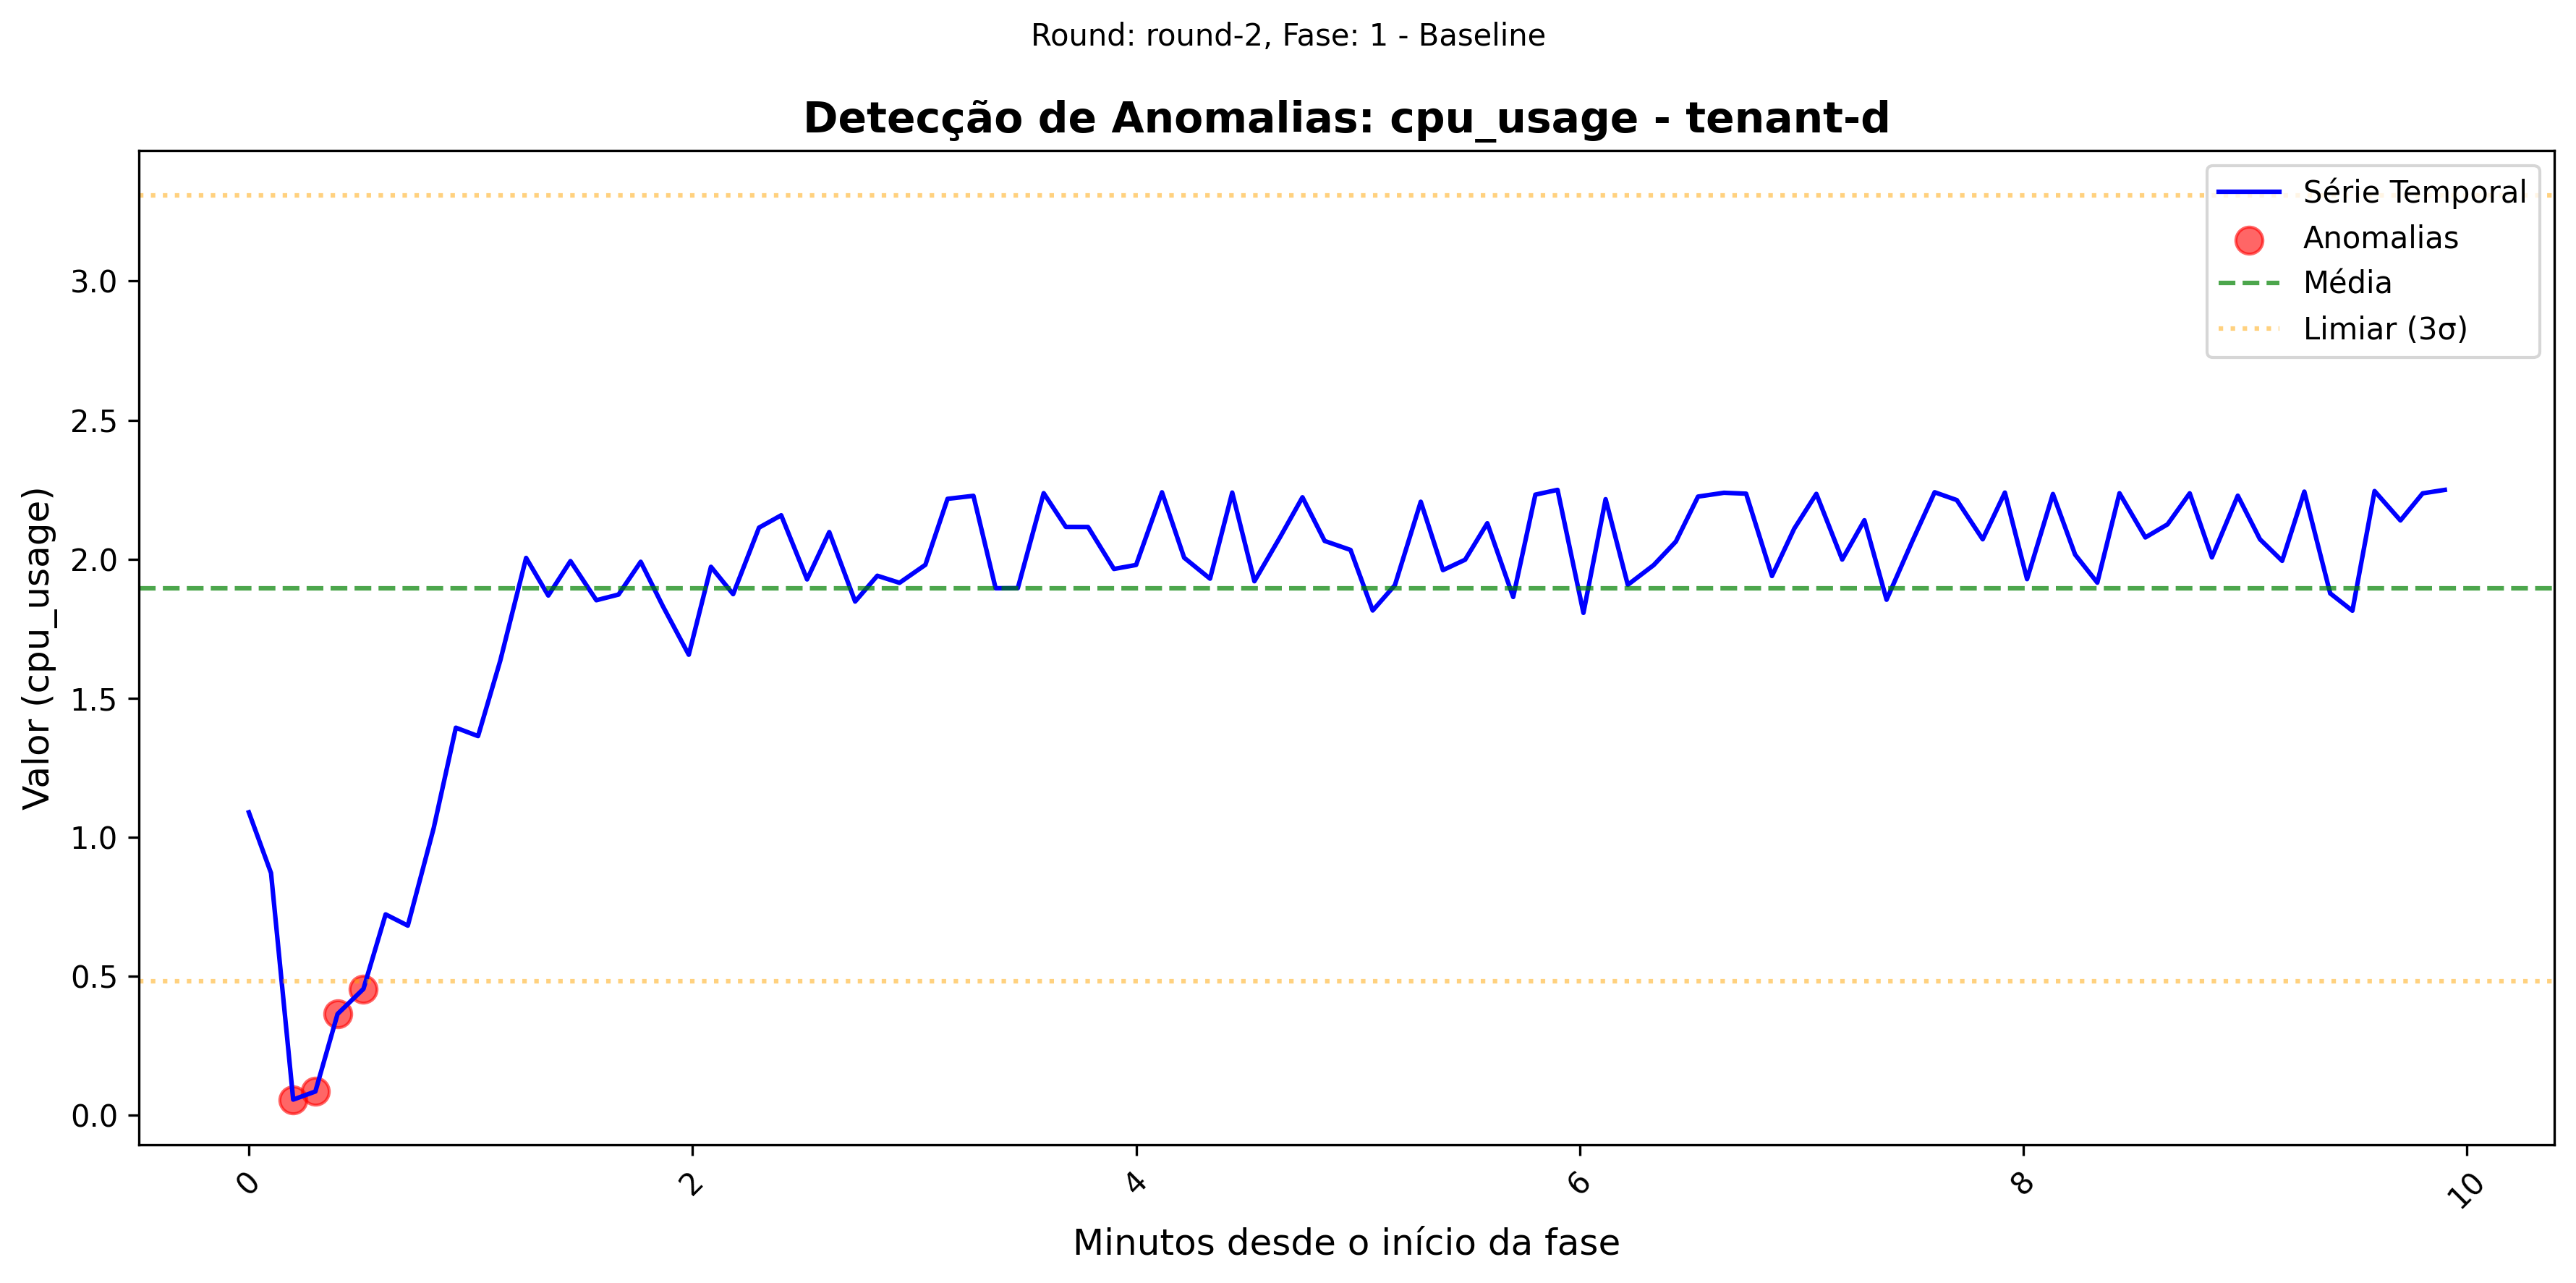 Round: round-2, Fase: 1 - Baseline
Detecção de Anomalias: cpu_usage - tenant-d
Série Temporal
Anomalias
Média
Limiar (3σ)
Valor (cpu_usage)
3.0
2.5
2.0
1.5
1.0
0.5
0.0
0
2
4
6
8
10
Minutos desde o início da fase